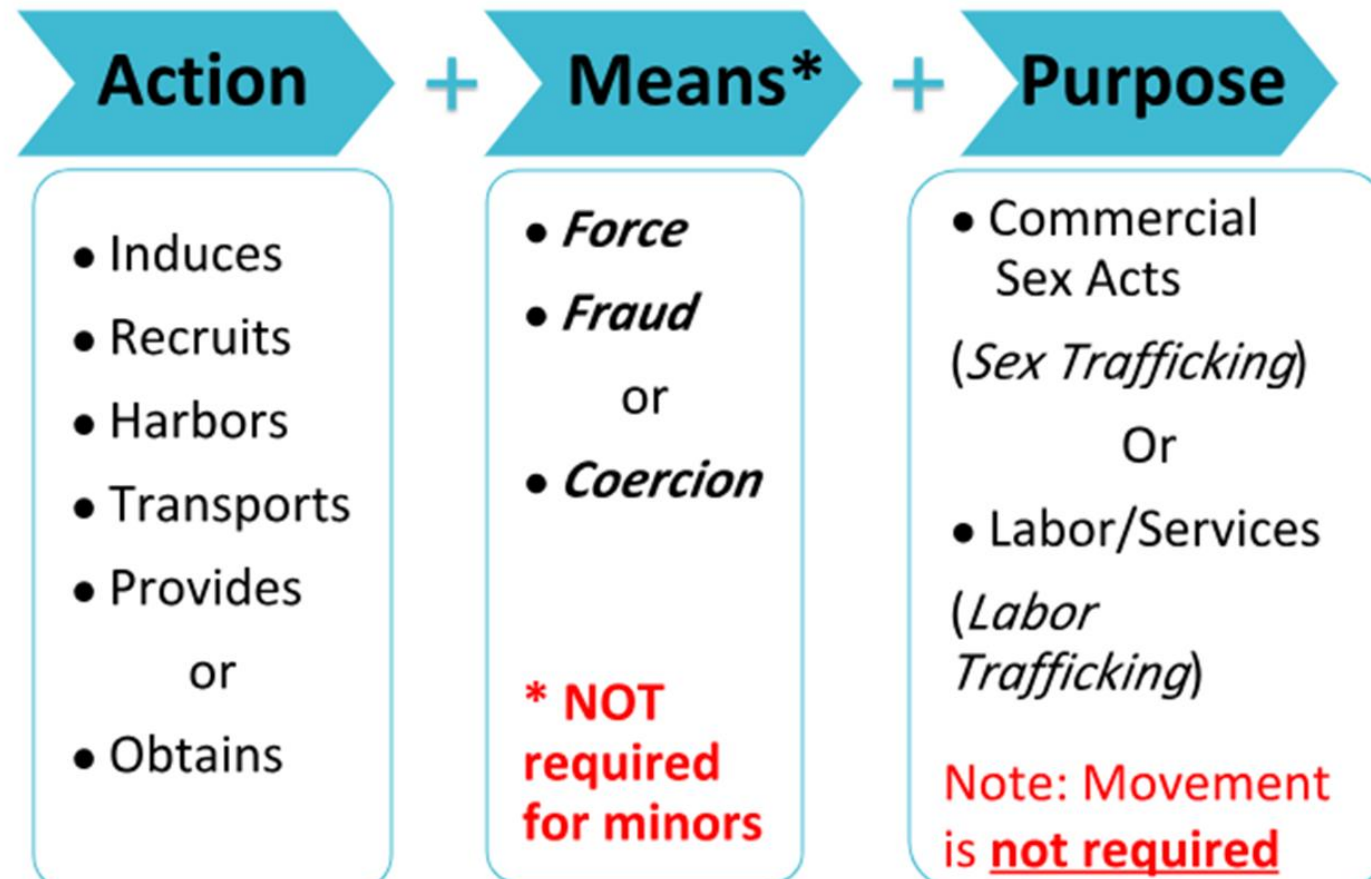 Action + Means* + Purpose
• Induces
• Recruits
• Harbors
• Transports
• Provides
or
• Obtains
• Force
• Fraud
or
• Coercion
* NOT
required
for minors
• Commercial
Sex Acts
(Sex Trafficking)
Or
• Labor/Services
(Labor
Trafficking)
Note: Movement
is not required